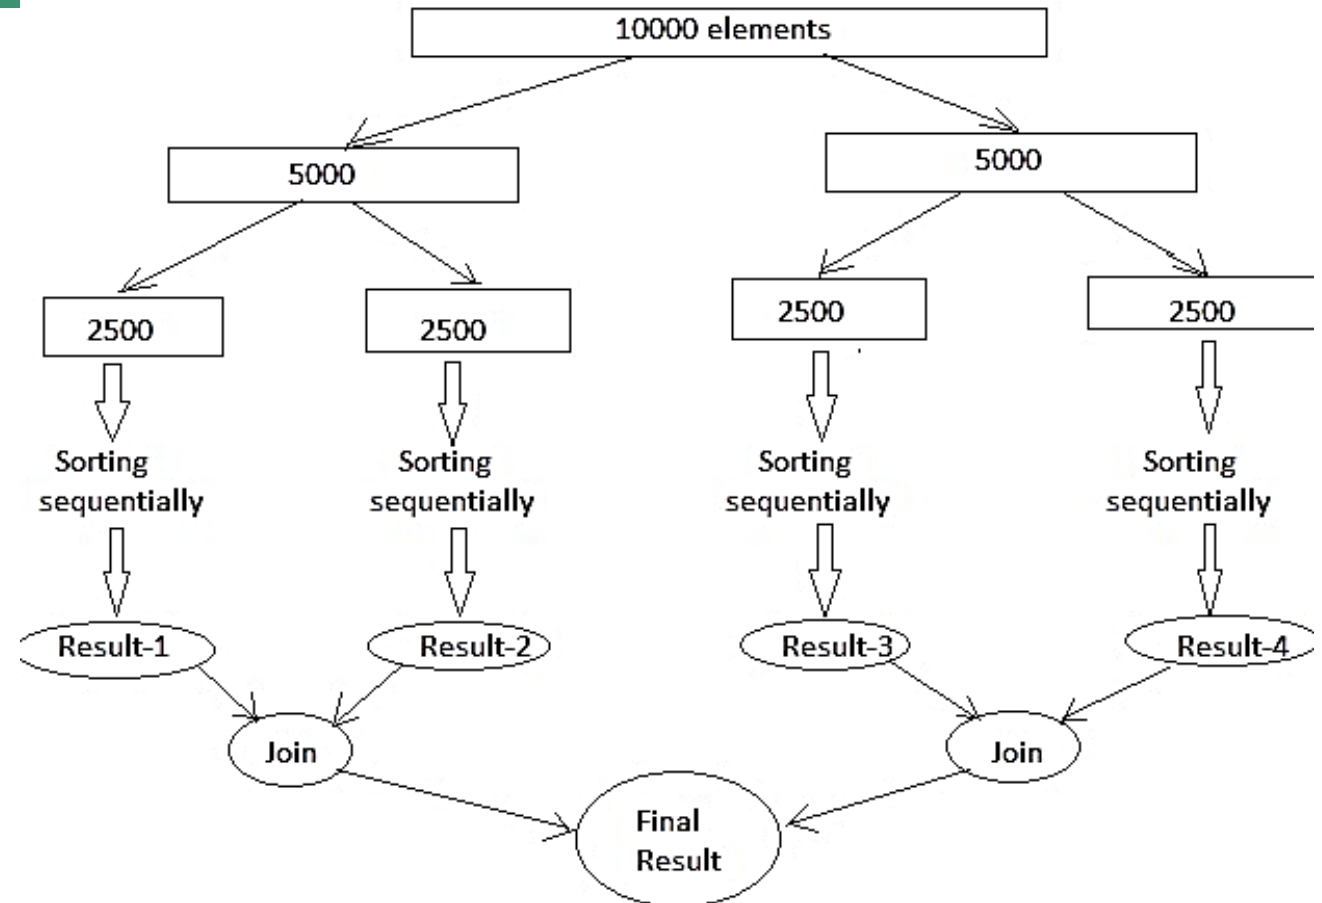 10000 elements
5000
5000
2500
2500
2500
2500
Sorting
sequentially
Sorting
sequentially
Sorting
sequentially
Sorting
sequentially
Result-1
Result-2
Result-3
Result-4
Join
Join
Final
Result